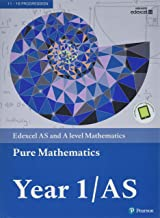 11 - 19 PROGRESSION
edexcel
Edexcel AS and A level Mathematics
Pure Mathematics
Year 1/AS
Pearson